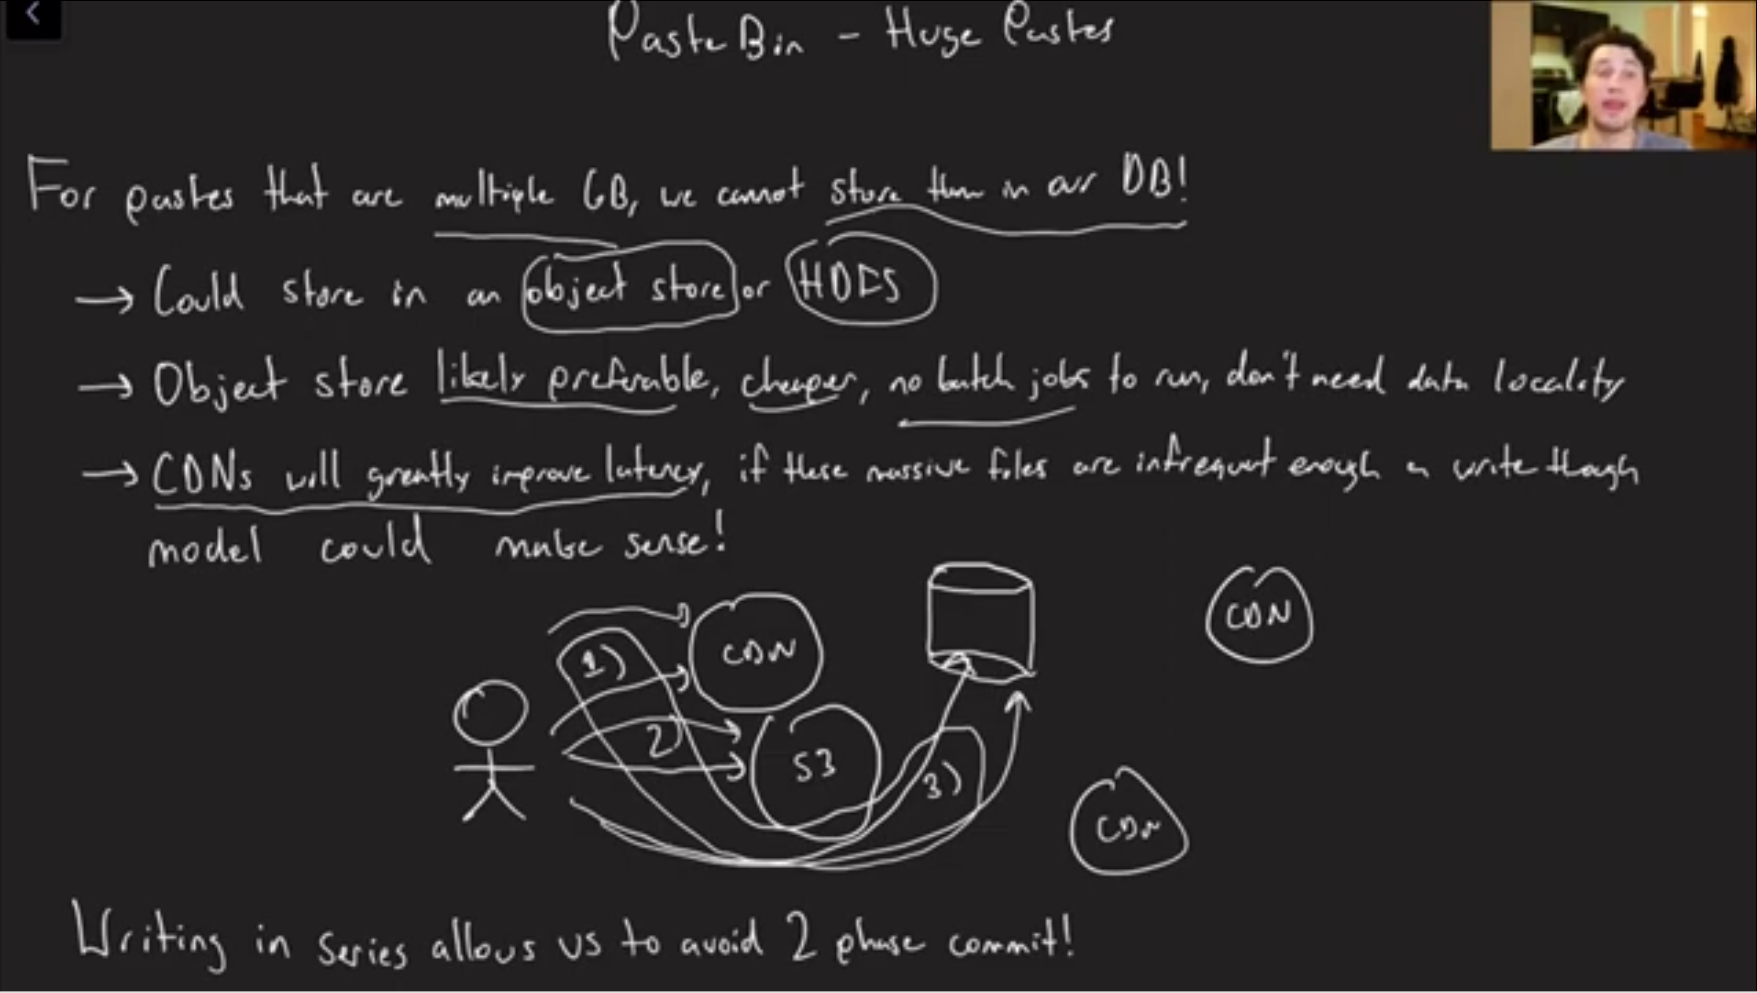 PasteBin - Huge Pastes
For pastes that are multiple GB, we cannot store them in our DB!
→ Could store in an object store or HDFS
→ Object store likely preferable, cheaper, no batch jobs to run, don't need data locality
→ CDNs will greatly improve latency, if these massive files are infrequent enough a write though
model could make sense!
CDN
1)
CDN
2)
S3
3)
CDN
Writing in series allows us to avoid 2 phase commit!